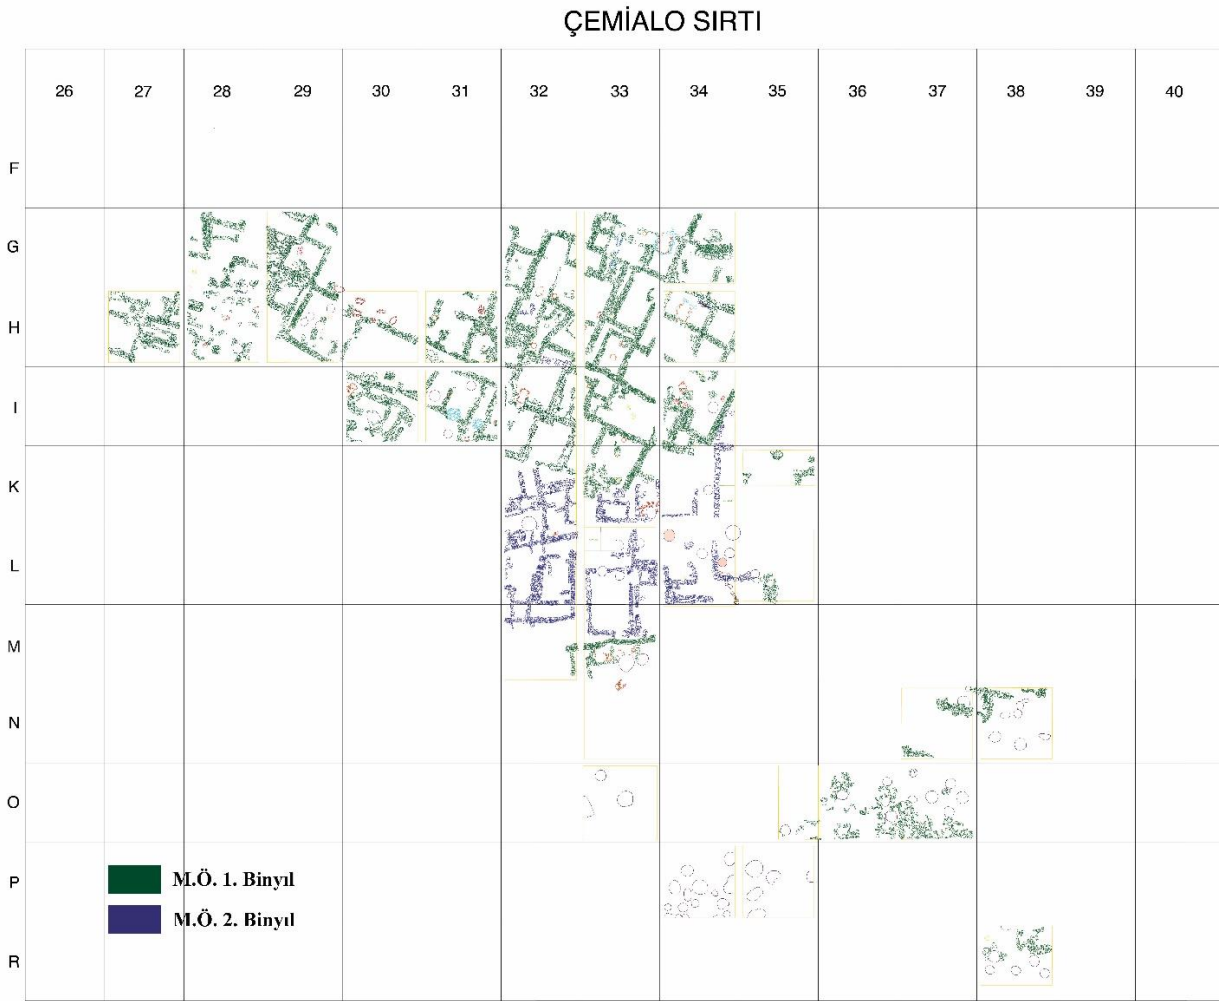 ÇEMİALO SIRTI
26 27 28 29 30 31 32 33 34 35 36 37 38 39 40
F
G
H
I
K
L
M
N
O
P
M.Ö. 1. Binyıl
M.Ö. 2. Binyıl
R